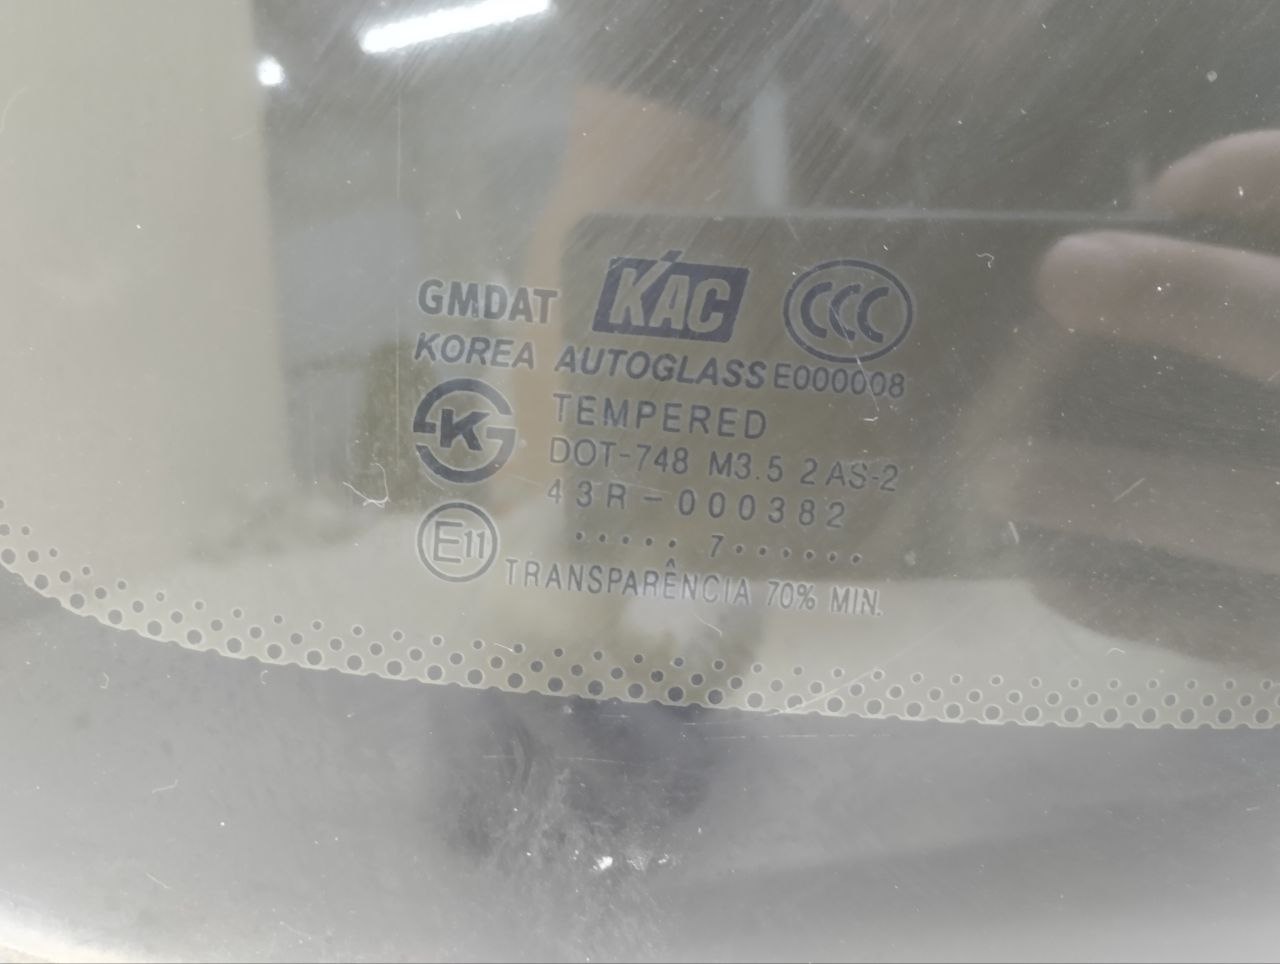 GMDAT KAC CCC
KOREA AUTOGLASS E000008
K TEMPERED
DOT-748 M3.5 2 AS-2
43R-000382
E11 ..... 7......
TRANSPARÊNCIA 70% MIN.